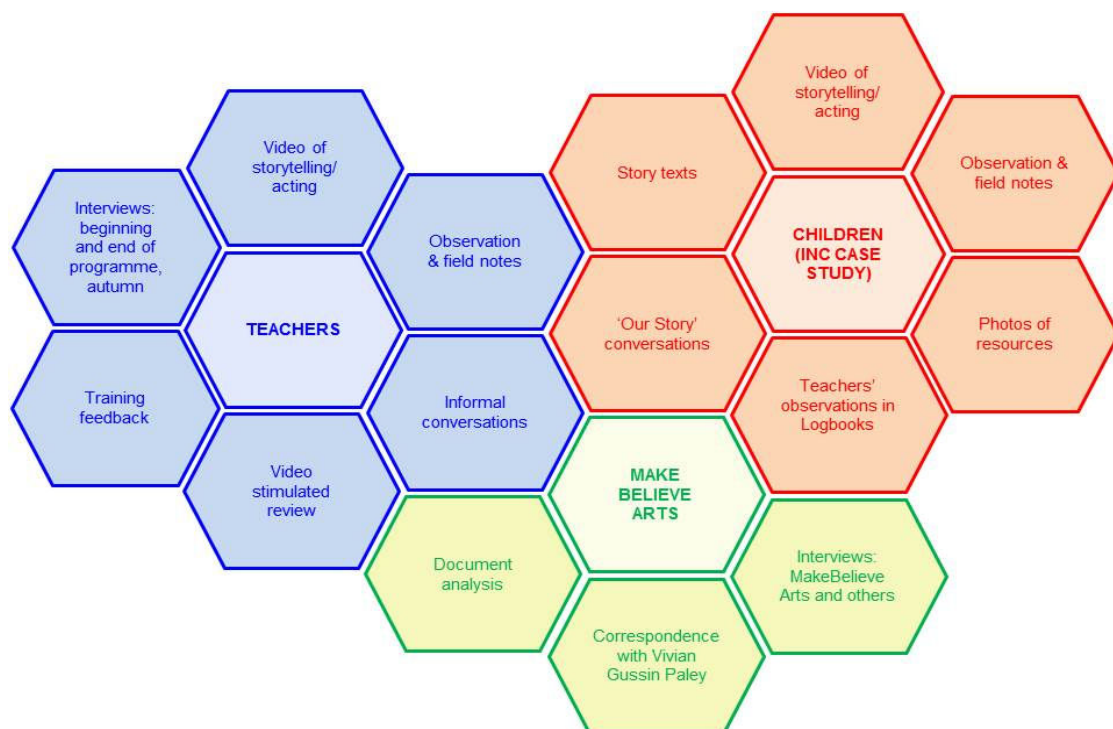 Video of
storytelling/
acting
Interviews:
beginning
and end of
programme,
autumn
Observation
& field notes
TEACHERS
Training
feedback
Informal
conversations
Video
stimulated
review
Video of
storytelling/
acting
Story texts
Observation &
field notes
CHILDREN
(INC CASE
STUDY)
'Our Story'
conversations
Photos of
resources
Teachers'
observations in
Logbooks
MAKE
BELIEVE
ARTS
Document
analysis
Interviews:
MakeBelieve
Arts and others
Correspondence
with Vivian
Gussin Paley